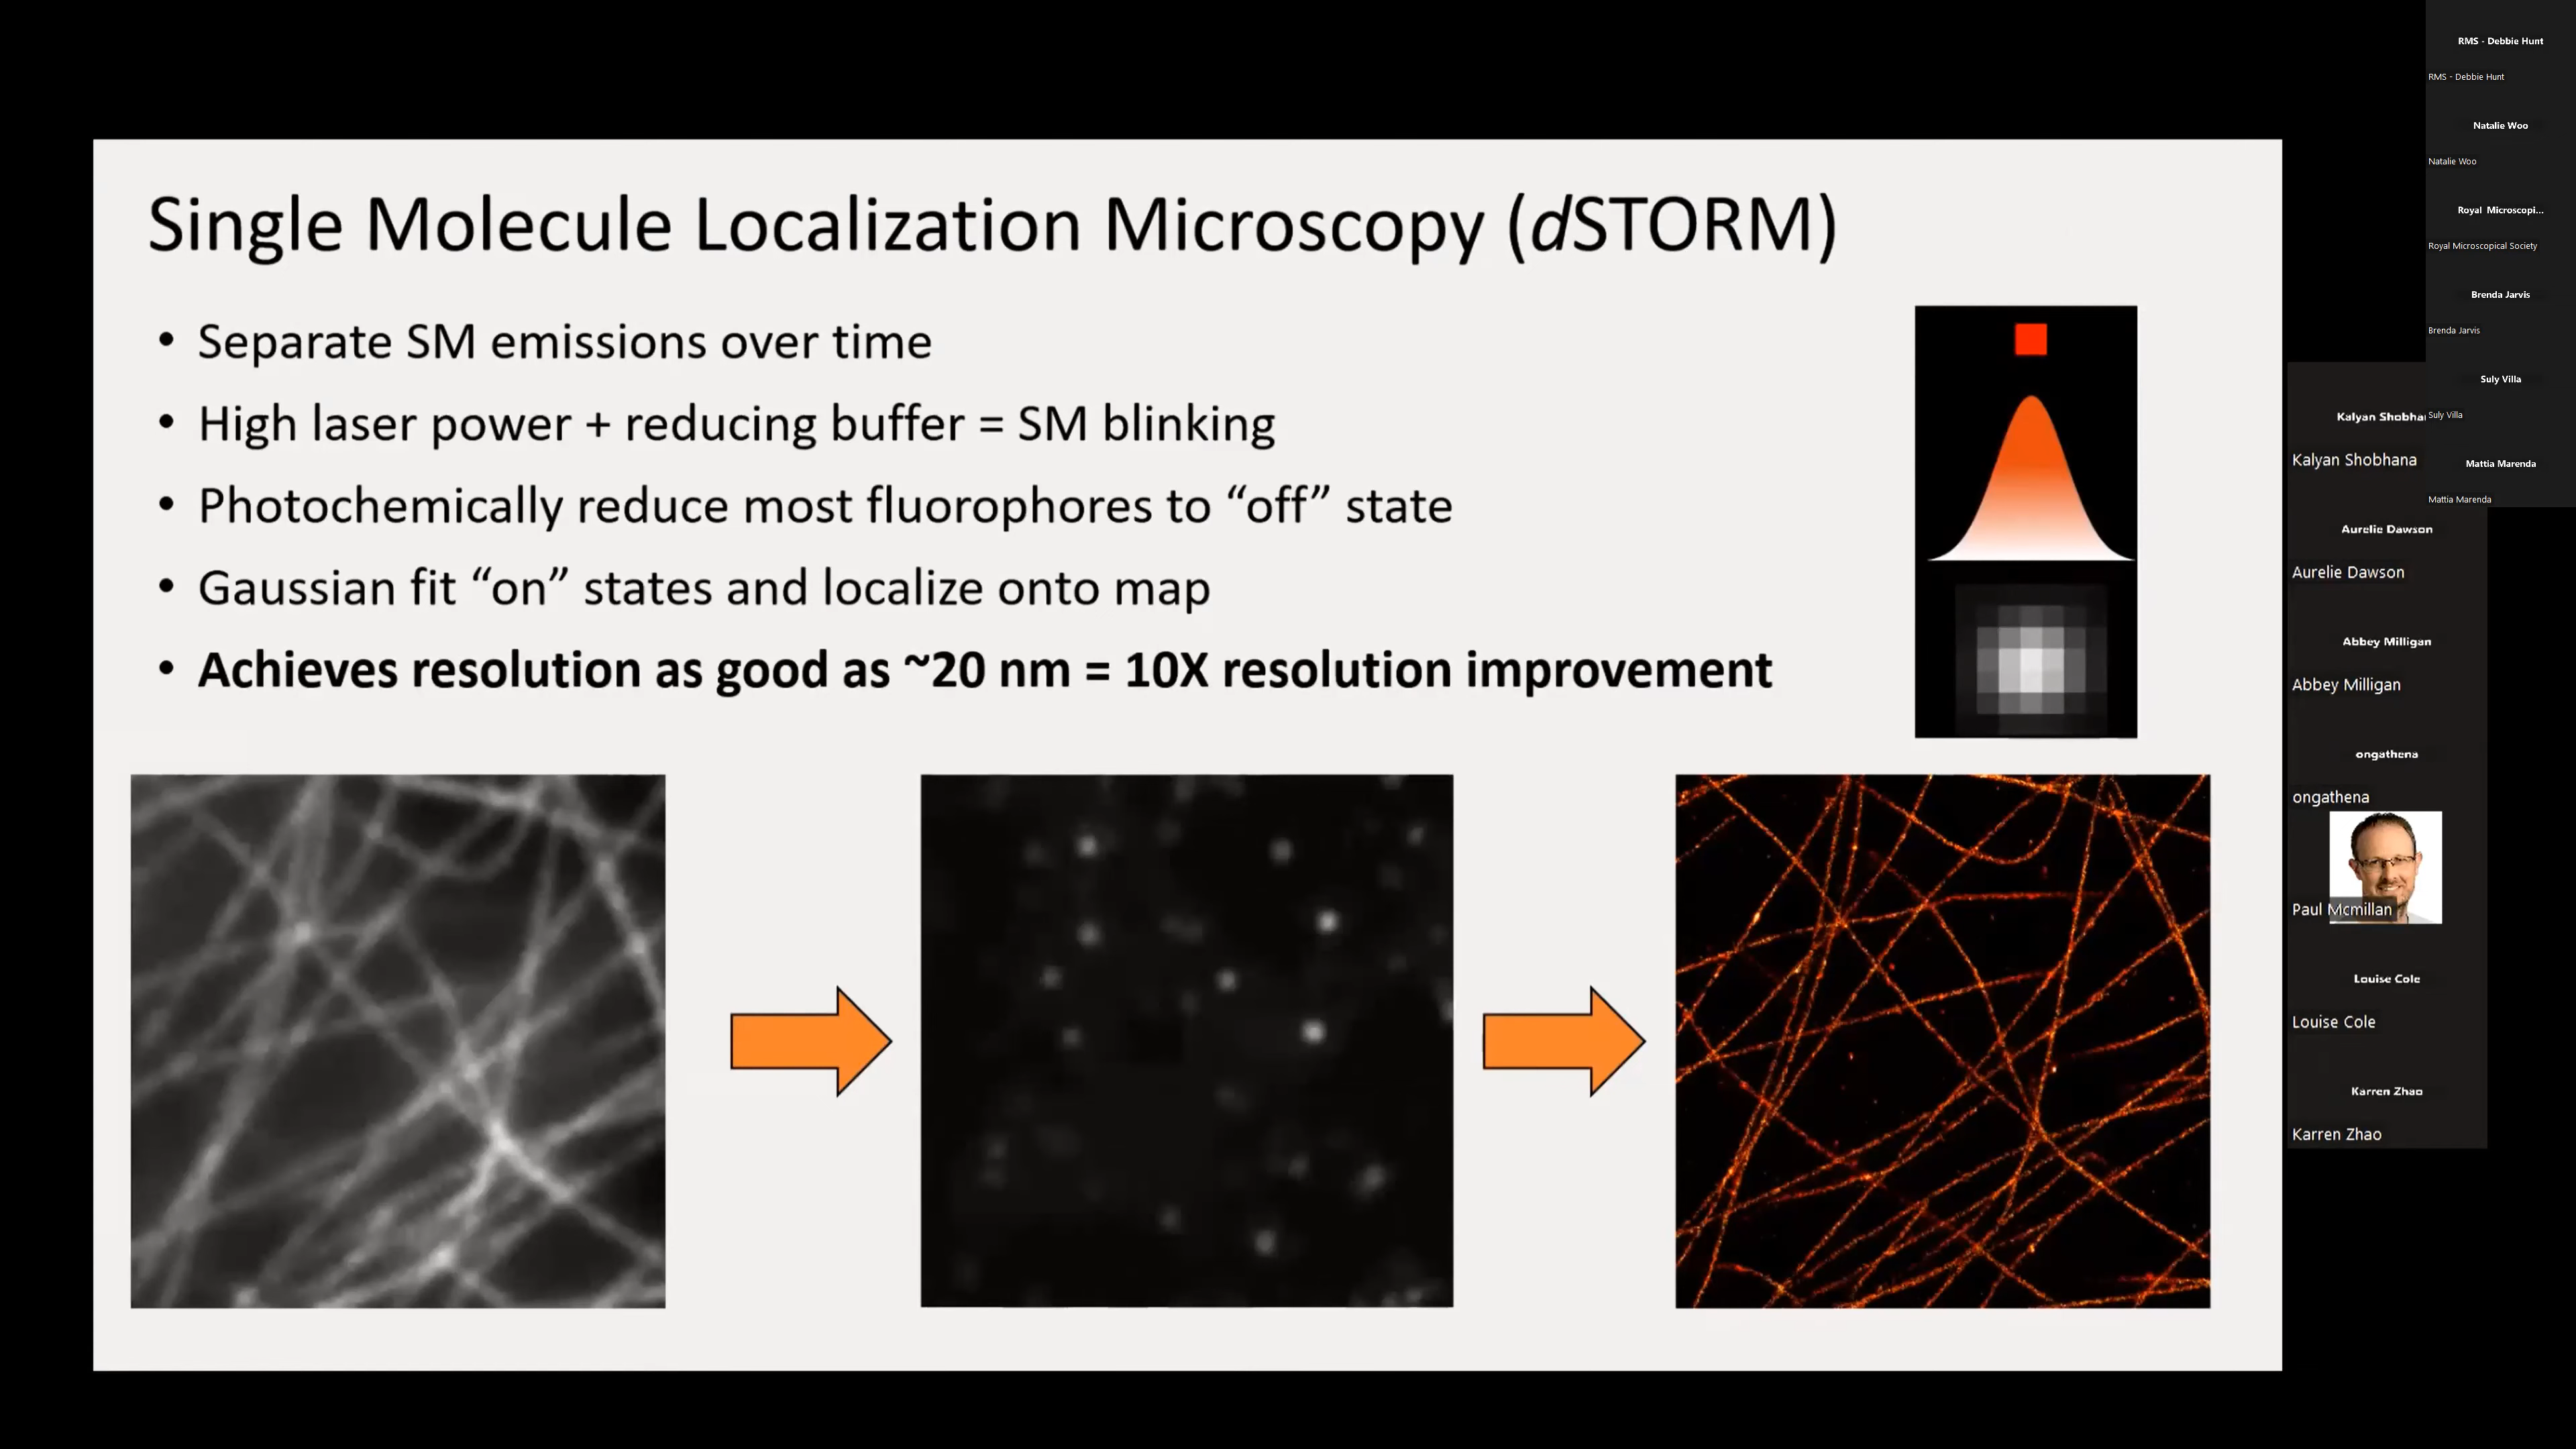 Single Molecule Localization Microscopy (dSTORM)
• Separate SM emissions over time
• High laser power + reducing buffer = SM blinking
• Photochemically reduce most fluorophores to “off” state
• Gaussian fit “on” states and localize onto map
• Achieves resolution as good as ~20 nm = 10X resolution improvement
RMS - Debbie Hunt
RMS - Debbie Hunt
Natalie Woo
Natalie Woo
Royal Microscopi...
Royal Microscopical Society
Brenda Jarvis
Brenda Jarvis
Suly Villa
Suly Villa
Mattia Marenda
Mattia Marenda
Kalyan Shobha
Kalyan Shobhana
Aurelie Dawson
Aurelie Dawson
Abbey Milligan
Abbey Milligan
ongathena
ongathena
Paul Mcmillan
Louise Cole
Louise Cole
Karren Zhao
Karren Zhao